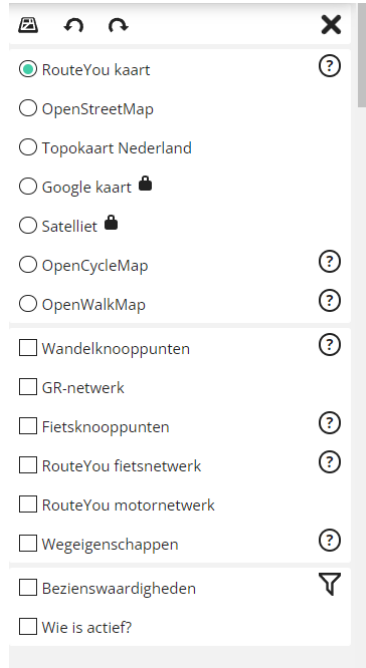 RouteYou kaart
OpenStreetMap
Topokaart Nederland
Google kaart
Satelliet
OpenCycleMap
OpenWalkMap
Wandelknooppunten
GR-netwerk
Fietsknooppunten
RouteYou fietsnetwerk
RouteYou motornetwerk
Wegeigenschappen
Bezienswaardigheden
Wie is actief?